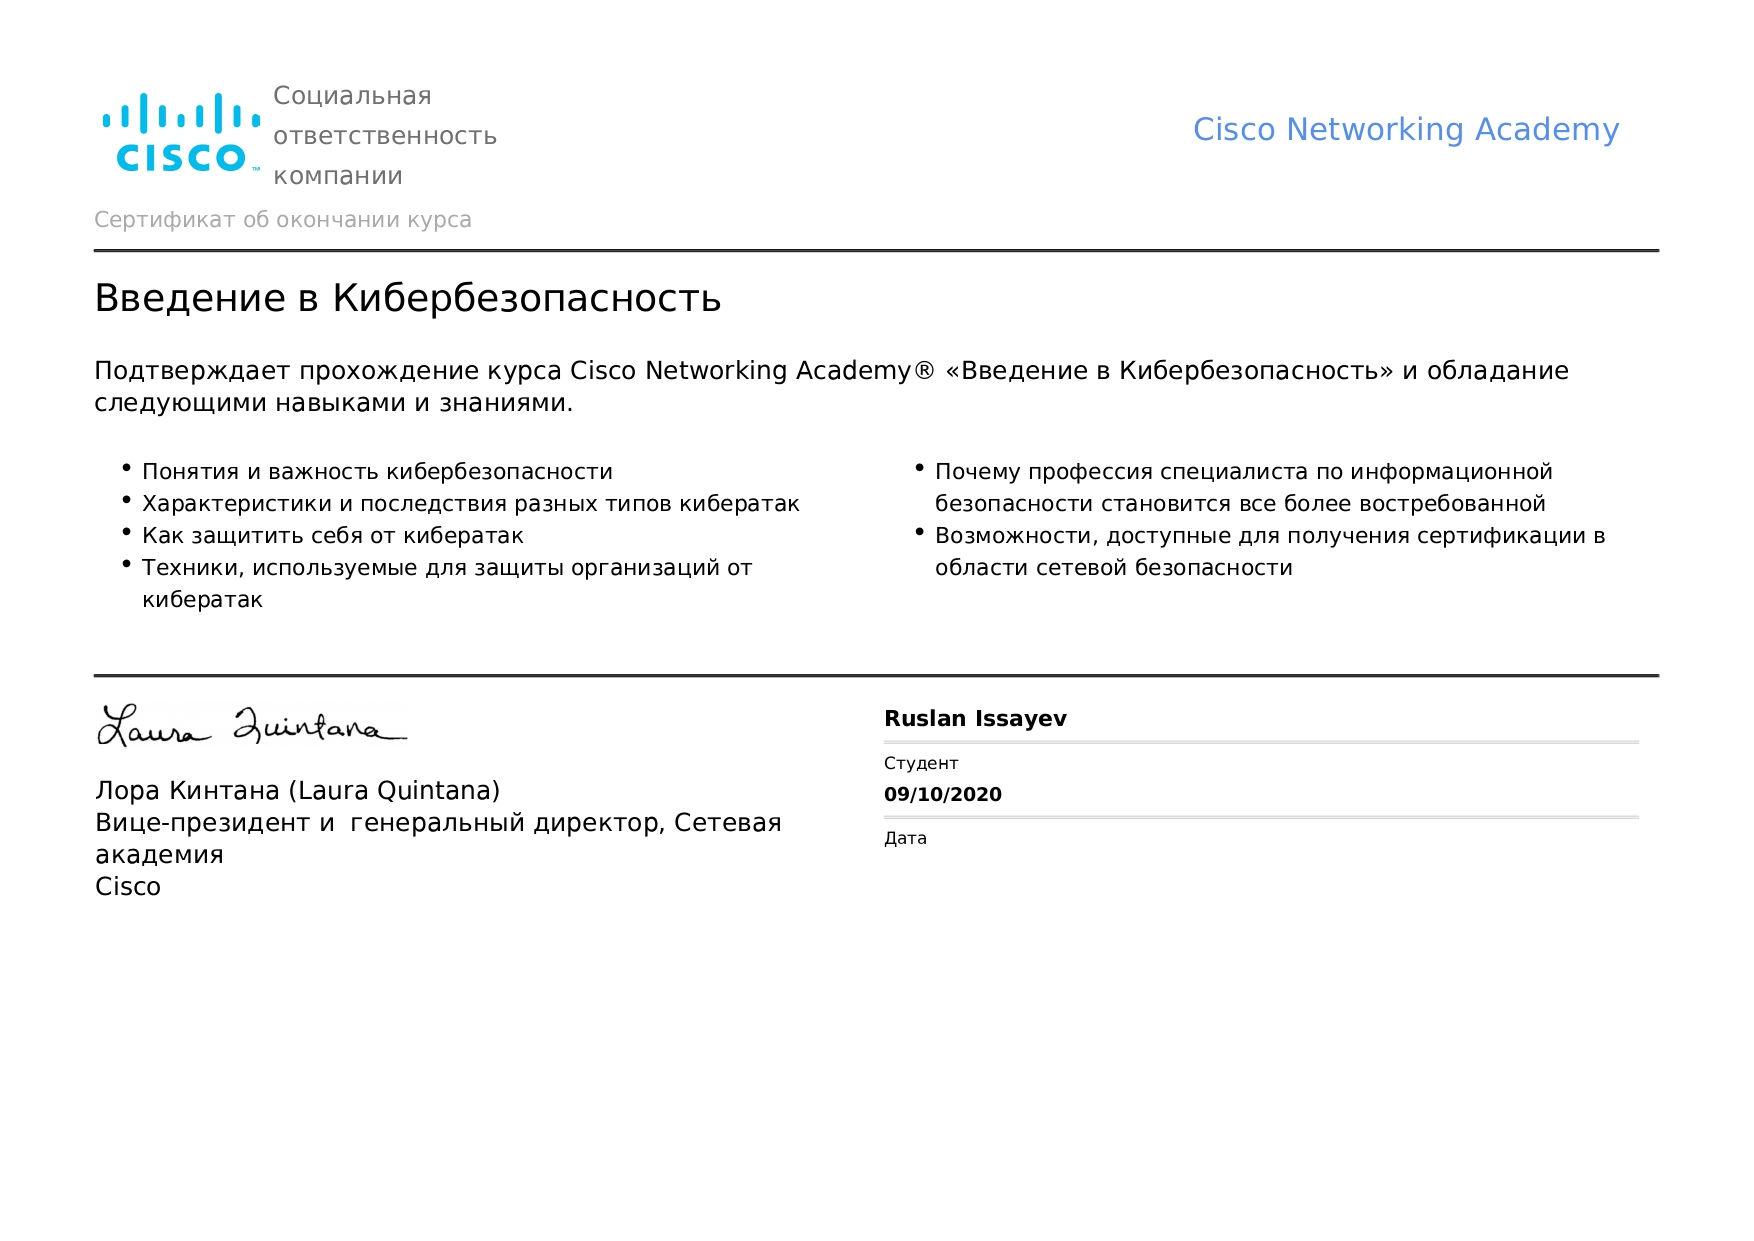 Социальная
ответственность
компании
CISCO™
Cisco Networking Academy
Сертификат об окончании курса
Введение в Кибербезопасность
Подтверждает прохождение курса Cisco Networking Academy® «Введение в Кибербезопасность» и обладание
следующими навыками и знаниями.
• Понятия и важность кибербезопасности
• Характеристики и последствия разных типов кибератак
• Как защитить себя от кибератак
• Техники, используемые для защиты организаций от
кибератак
• Почему профессия специалиста по информационной
безопасности становится все более востребованной
• Возможности, доступные для получения сертификации в
области сетевой безопасности
Laura Quintana
Лора Кинтана (Laura Quintana)
Вице-президент и  генеральный директор, Сетевая
академия
Cisco
Ruslan Issayev
Студент
09/10/2020
Дата